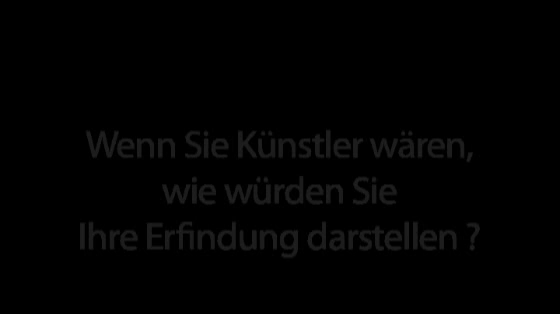 Wenn Sie Künstler wären,
wie würden Sie
Ihre Erfindung darstellen ?